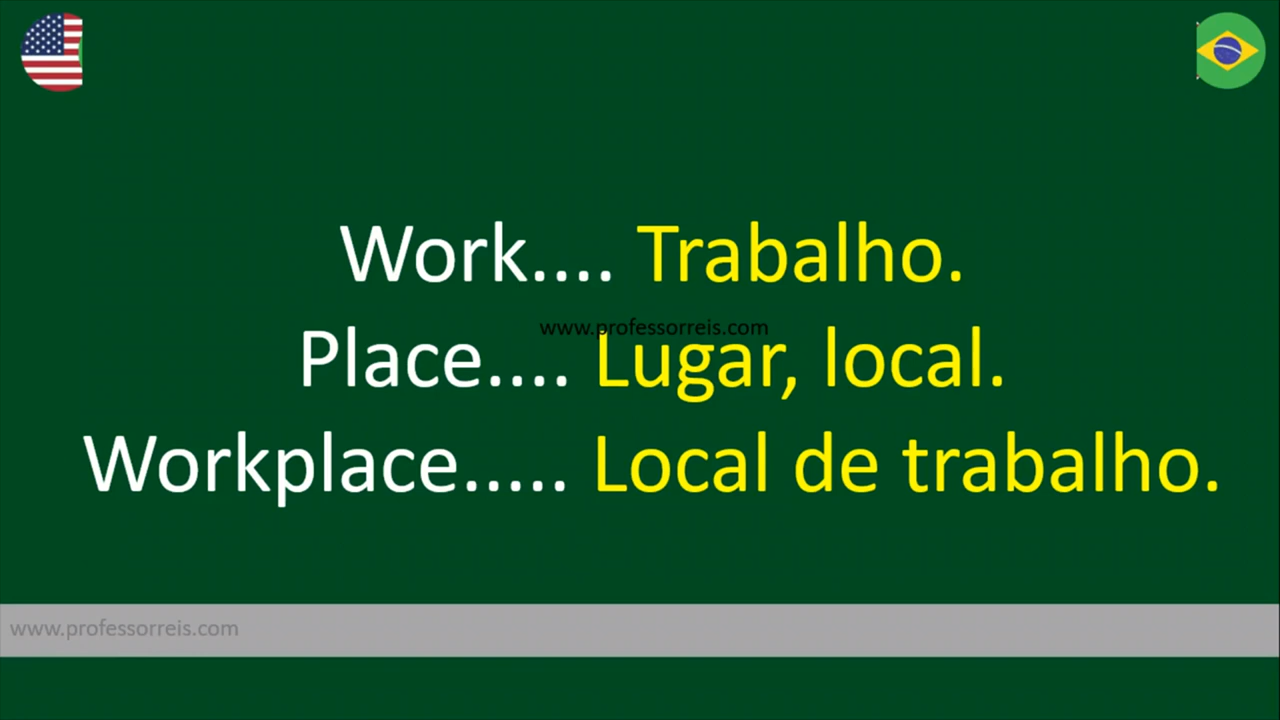 Work.... Trabalho.
www.professorreis.com
Place.... Lugar, local.
Workplace..... Local de trabalho.
www.professorreis.com